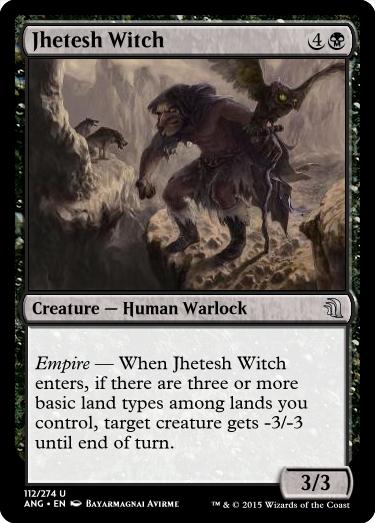 Jhetesh Witch 4
Creature — Human Warlock
Empire — When Jhetesh Witch
enters, if there are three or more
basic land types among lands you
control, target creature gets -3/-3
until end of turn.
3/3
112/274 U
ANG • EN Bayarmagnai Avirme
™ & © 2015 Wizards of the Coast